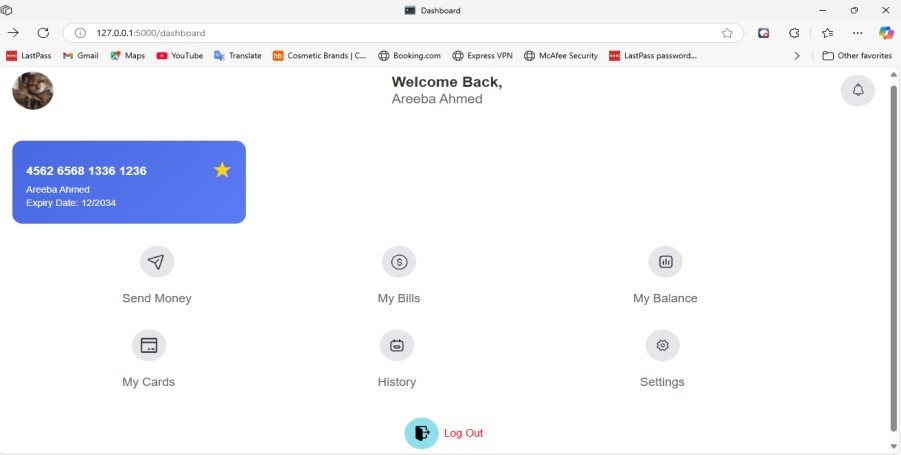 Dashboard
127.0.0.1:5000/dashboard
LastPass
Gmail
Maps
YouTube
Translate
hb
Cosmetic Brands | C...
Booking.com
Express VPN
McAfee Security
LastPass password...
Other favorites
Welcome Back,
Areeba Ahmed
4562 6568 1336 1236
Areeba Ahmed
Expiry Date: 12/2034
Send Money
My Bills
My Balance
My Cards
History
Settings
Log Out